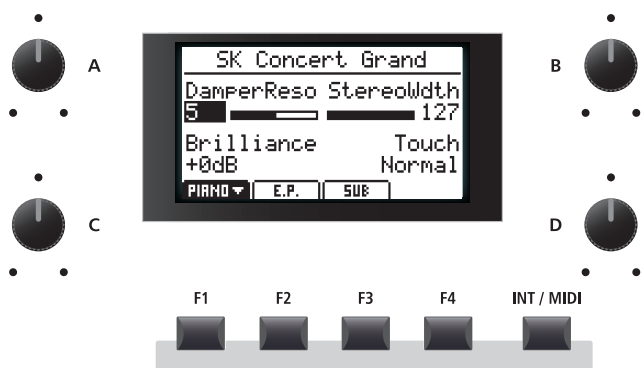 SK Concert Grand
A
B
DamperReso StereoWdth
5 127
Brilliance Touch
+0dB Normal
PIANO ▼ E.P. SUB
C
D
F1 F2 F3 F4 INT / MIDI